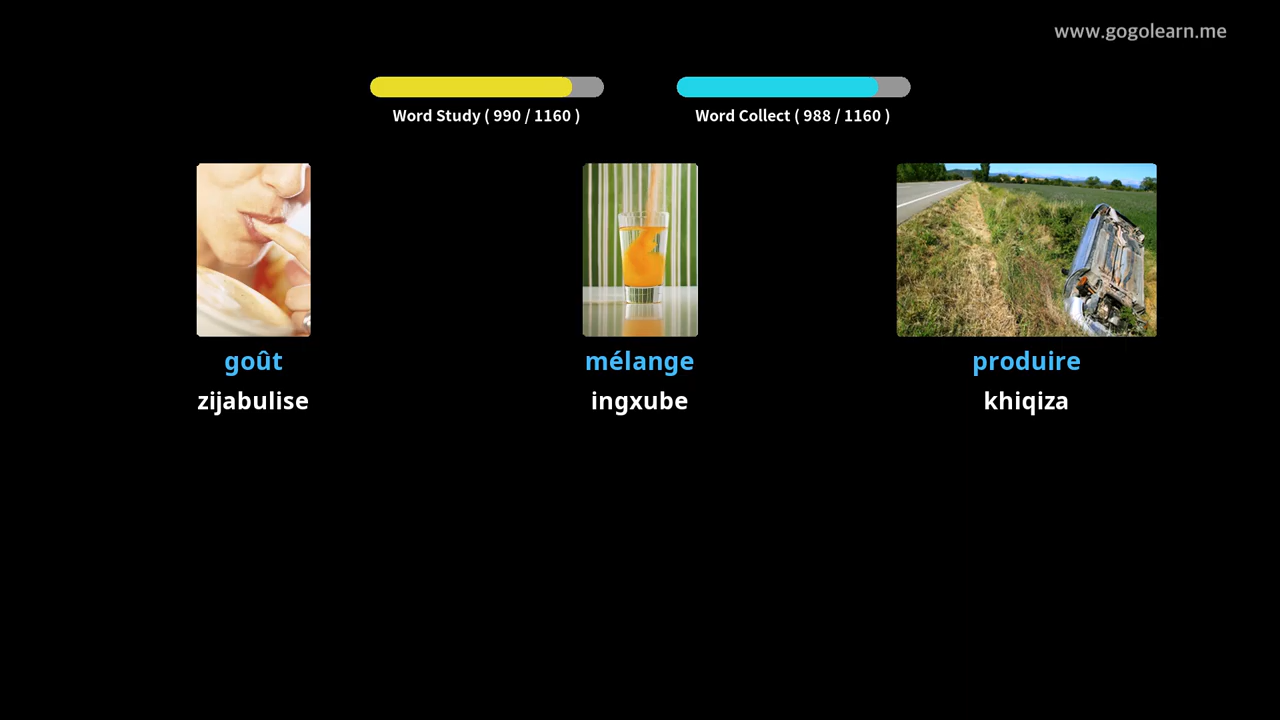 www.gogolearn.me
Word Study ( 990 / 1160 )
Word Collect ( 988 / 1160 )
goût
mélange
produire
zijabulise
ingxube
khiqiza